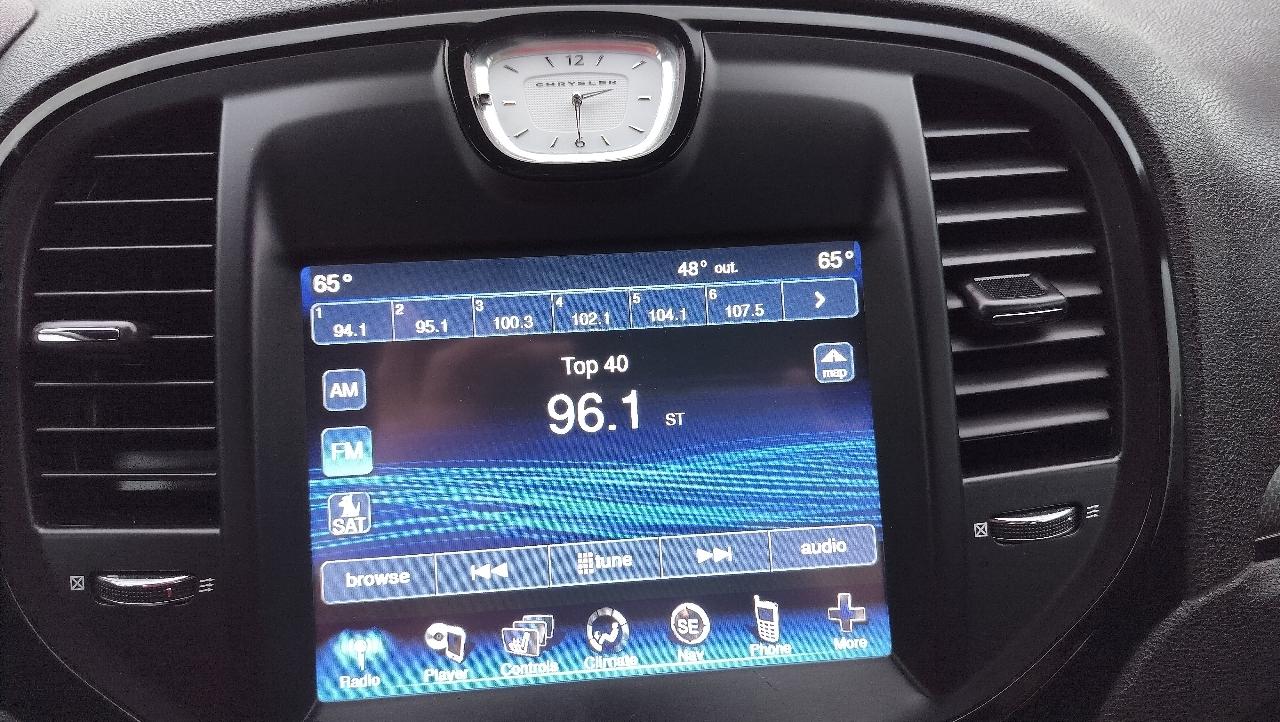 12
CHRYSLER
6
65° 48° out. 65°
1 94.1 2 95.1 3 100.3 4 102.1 5 104.1 6 107.5 >
Top 40
map
AM
96.1 ST
FM
SAT
browse tune audio
SE
Radio Player Controls Climate Nav Phone More